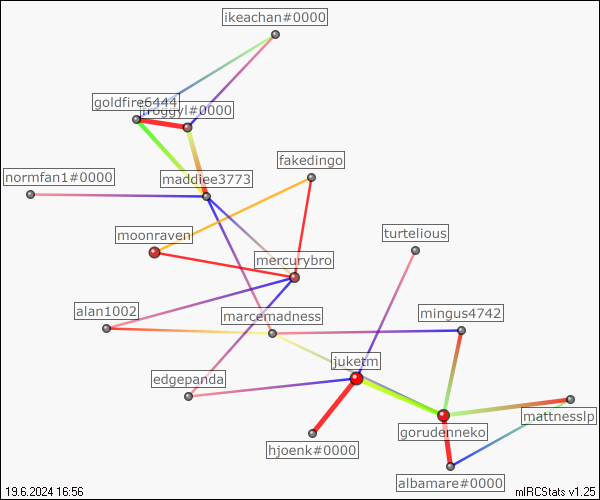 ikeachan#0000
goldfire6444
froggyl#0000
normfan1#0000
maddiee3773
fakedingo
moonraven
turtelious
mercurybro
alan1002
marcemadness
mingus4742
juketm
edgepanda
mattnesslp
gorudenneko
hjoenk#0000
albamare#0000
19.6.2024 16:56
mIRCStats v1.25